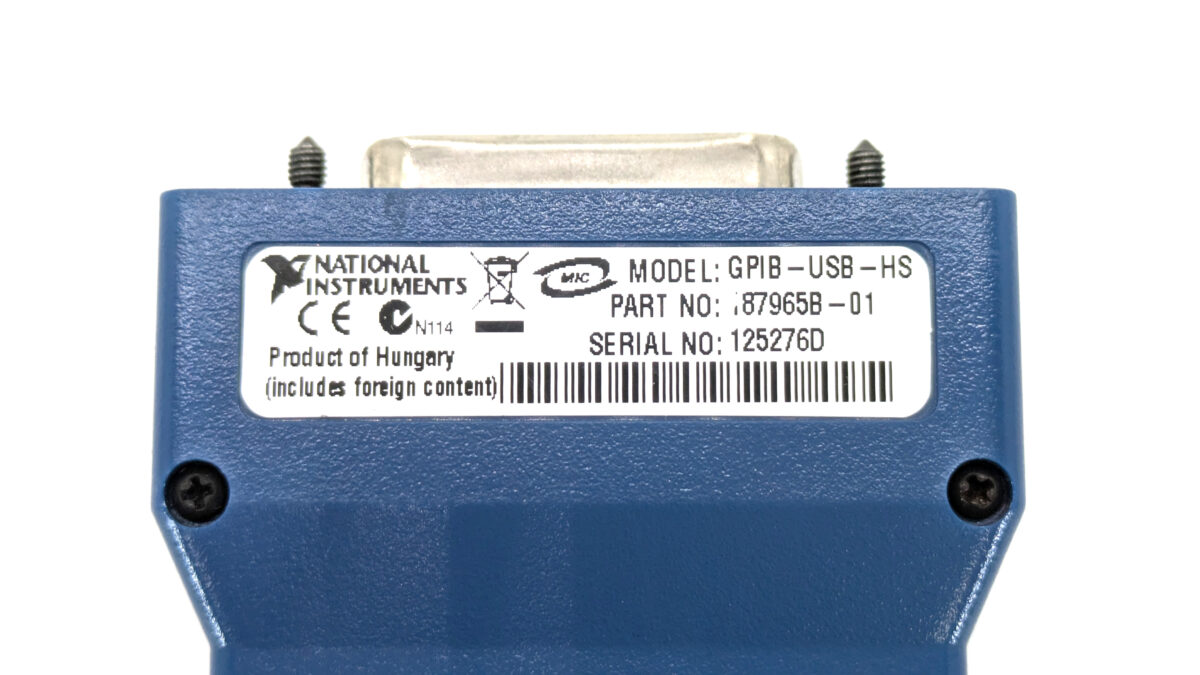 NATIONAL
INSTRUMENTS
CE N114
MIC
MODEL: GPIB-USB-HS
PART NO: 187965B-01
SERIAL NO: 125276D
Product of Hungary
(includes foreign content)